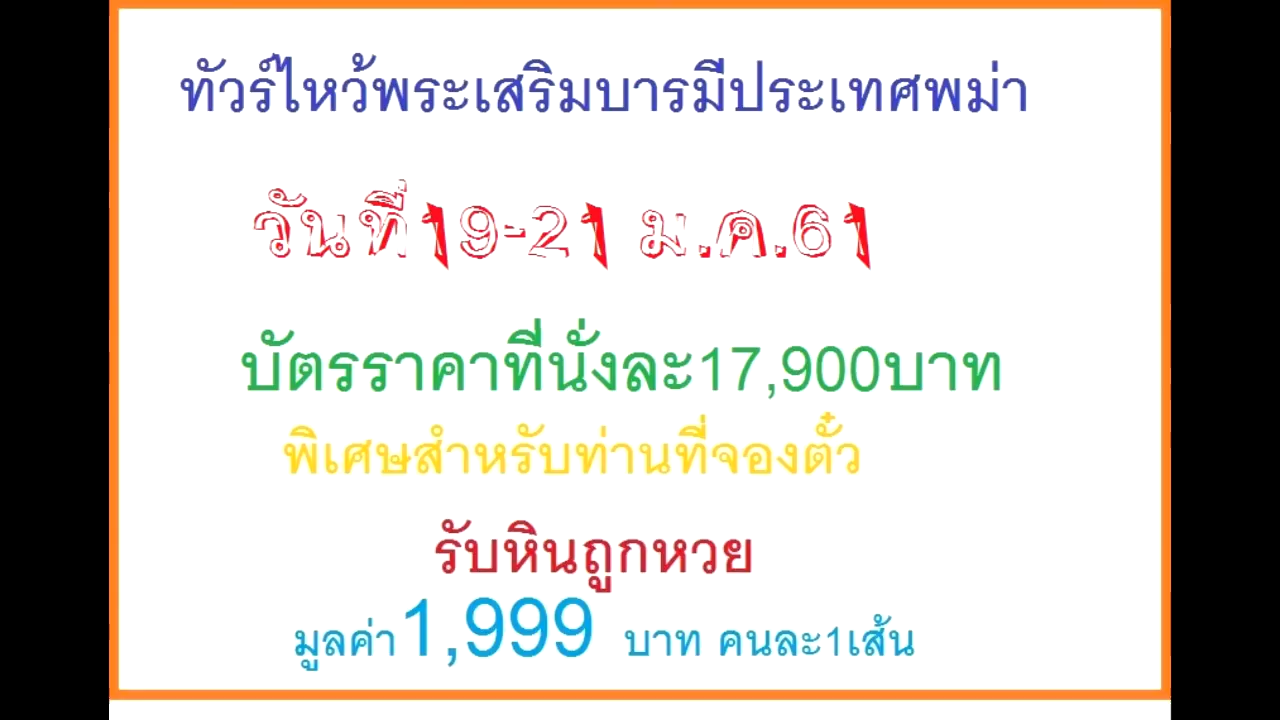 ทัวร์ไหว้พระเสริมบารมีประเทศพม่า
วันที่19-21 ม.ค.61
บัตรราคาที่นั่งละ17,900บาท
พิเศษสำหรับท่านที่จองตั๋ว
รับหินถูกหวย
มูลค่า1,999 บาท คนละ1เส้น